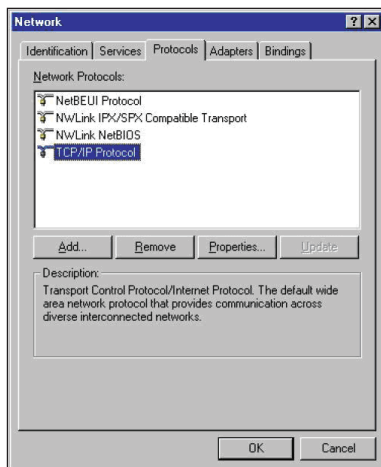 Network
Identification Services Protocols Adapters Bindings
Network Protocols:
NetBEUI Protocol
NWLink IPX/SPX Compatible Transport
NWLink NetBIOS
TCP/IP Protocol
Add... Remove Properties... Update
Description:
Transport Control Protocol/Internet Protocol. The default wide
area network protocol that provides communication across
diverse interconnected networks.
OK Cancel